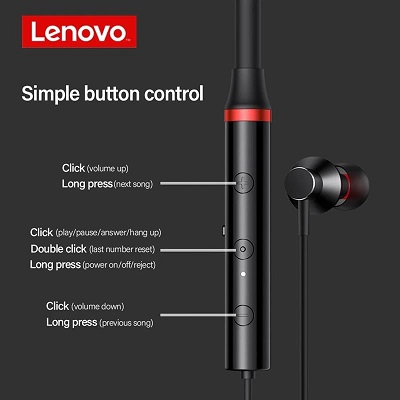 Lenovo.
Simple button control
Click (volume up)
Long press(next song)
Click (play/pause/answer/hang up)
Double click (last number reset)
Long press (power on/off/reject)
Click (volume down)
Long press (previous song)